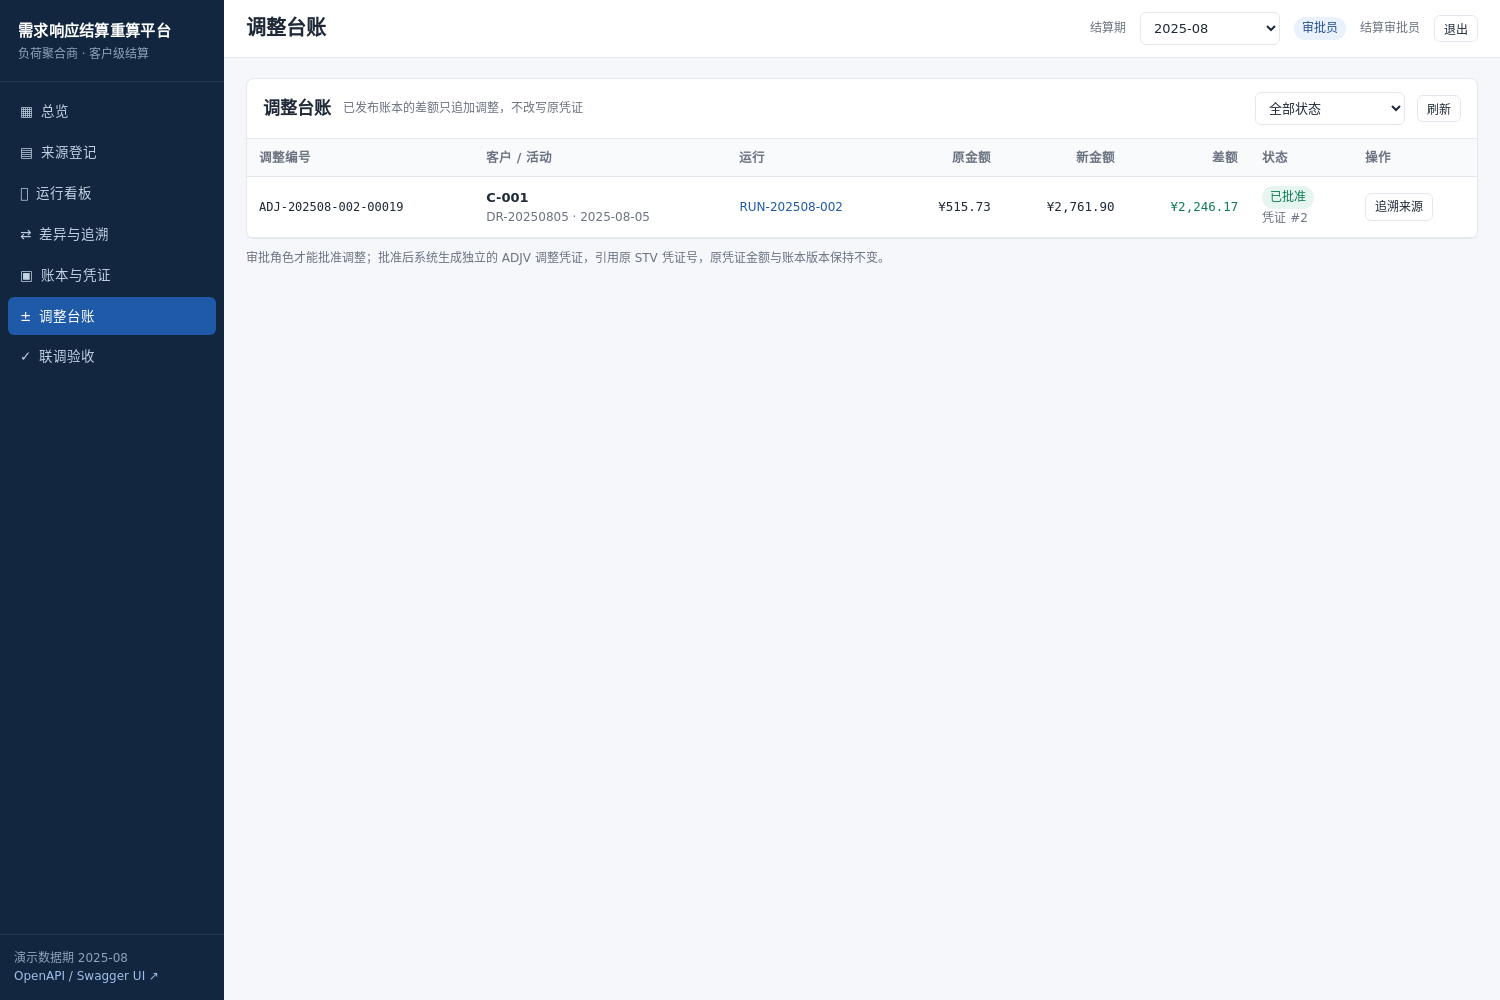 需求响应结算重算平台
负荷聚合商 · 客户级结算
▦ 总览
▤ 来源登记
▯ 运行看板
⇄ 差异与追溯
▣ 账本与凭证
± 调整台账
✓ 联调验收
演示数据期 2025-08
OpenAPI / Swagger UI ↗
调整台账
结算期 2025-08 审批员 结算审批员 退出
调整台账 已发布账本的差额只追加调整，不改写原凭证 全部状态 刷新
调整编号 客户 / 活动 运行 原金额 新金额 差额 状态 操作
ADJ-202508-002-00019 C-001 RUN-202508-002 ¥515.73 ¥2,761.90 ¥2,246.17 已批准 追溯来源
DR-20250805 · 2025-08-05 凭证 #2
审批角色才能批准调整；批准后系统生成独立的 ADJV 调整凭证，引用原 STV 凭证号，原凭证金额与账本版本保持不变。